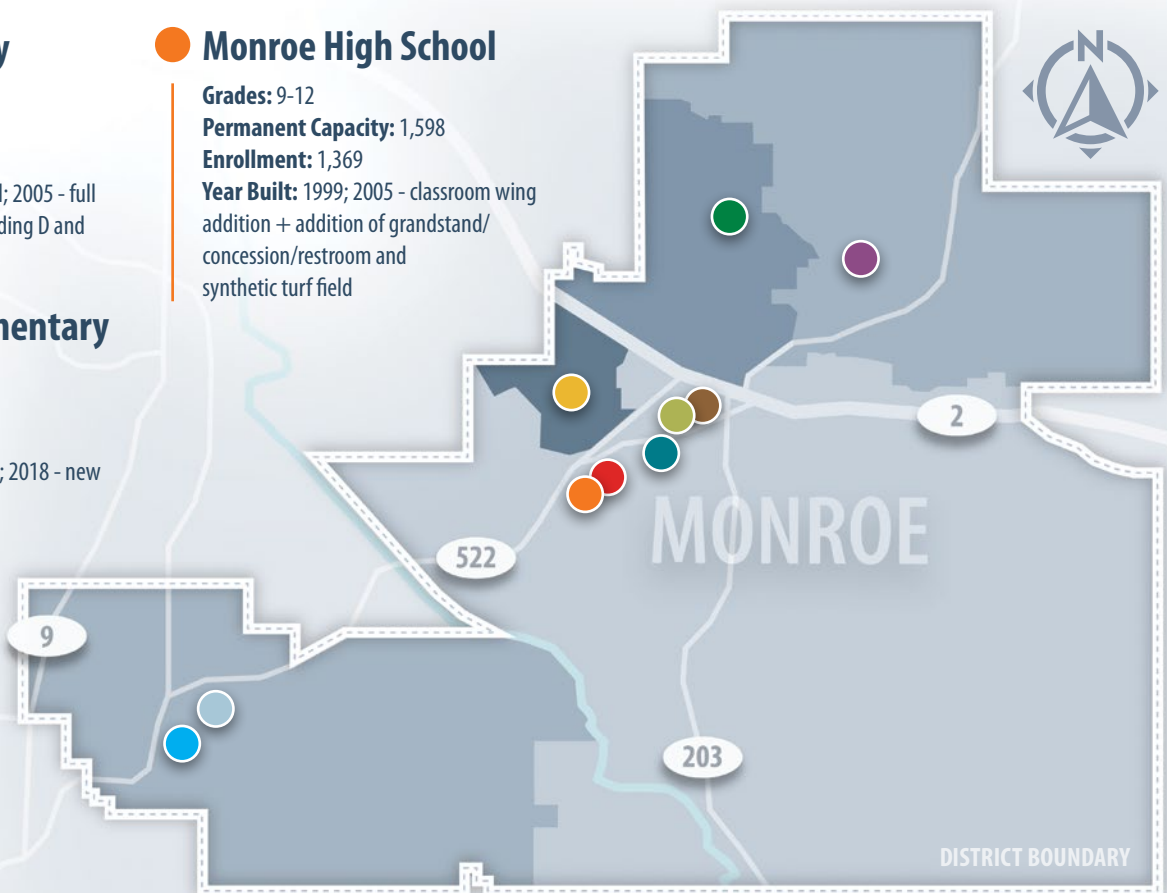 y
Monroe High School
Grades: 9-12
Permanent Capacity: 1,598
Enrollment: 1,369
Year Built: 1999; 2005 - classroom wing
addition + addition of grandstand/
concession/restroom and
synthetic turf field
; 2005 - full
ding D and
mentary
; 2018 - new
N
2
MONROE
522
9
203
DISTRICT BOUNDARY